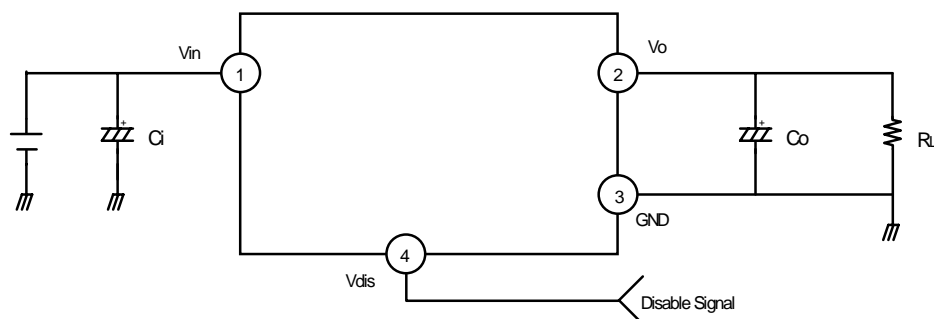 Vin
1
2
Vo
+
Ci
+
Co
RL
3
GND
4
Vdis
Disable Signal